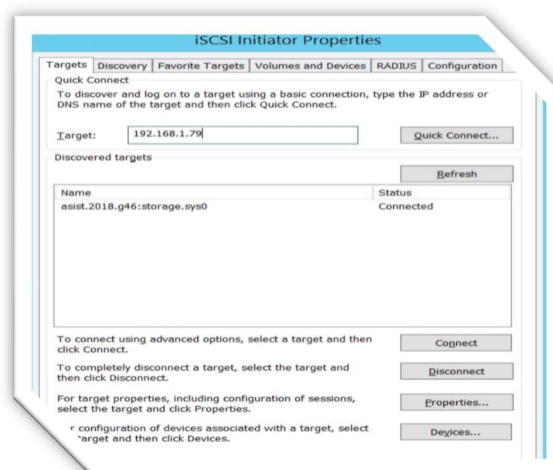 iSCSI Initiator Properties
Targets Discovery Favorite Targets Volumes and Devices RADIUS Configuration
Quick Connect
To discover and log on to a target using a basic connection, type the IP address or
DNS name of the target and then click Quick Connect.
Target: 192.168.1.79 Quick Connect...
Discovered targets
Refresh
Name Status
asist.2018.g46:storage.sys0 Connected
To connect using advanced options, select a target and then
click Connect.
Connect
To completely disconnect a target, select the target and
then click Disconnect.
Disconnect
For target properties, including configuration of sessions,
select the target and click Properties.
Properties...
configuration of devices associated with a target, select
target and then click Devices.
Devices...